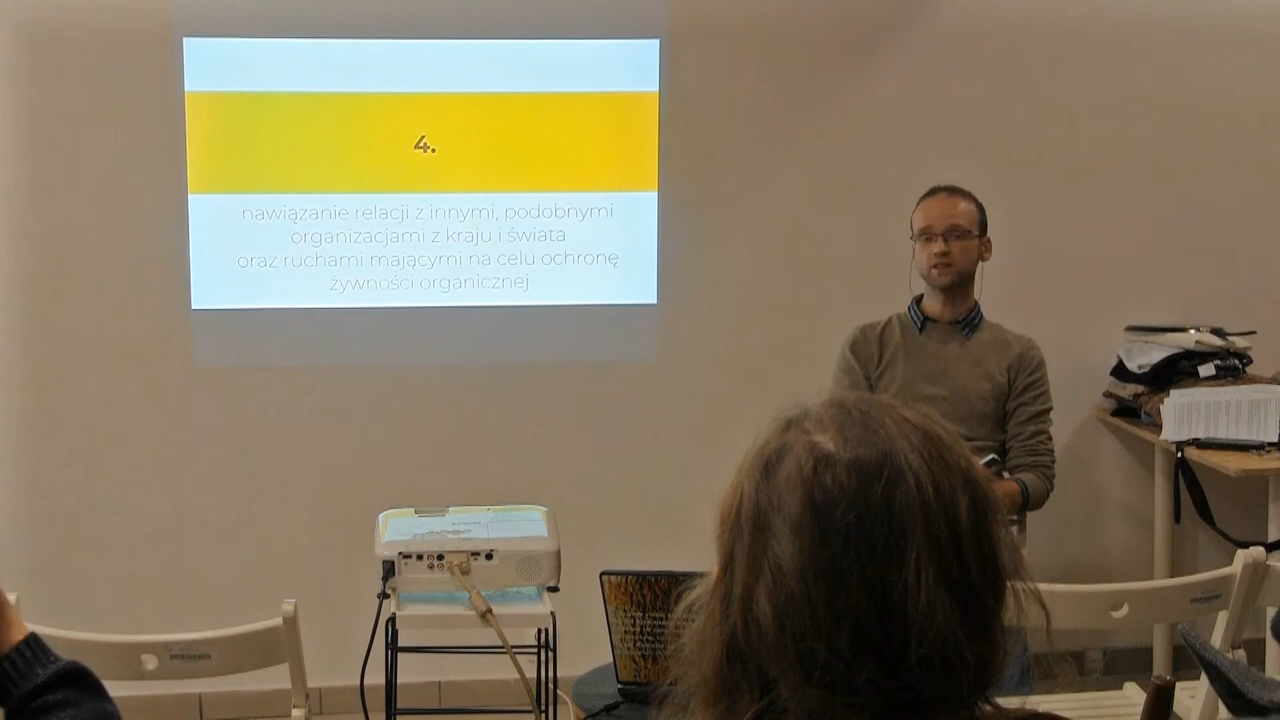 4.
nawiązanie relacji z innymi, podobnymi
organizacjami z kraju i świata
oraz ruchami mającymi na celu ochronę
żywności organicznej